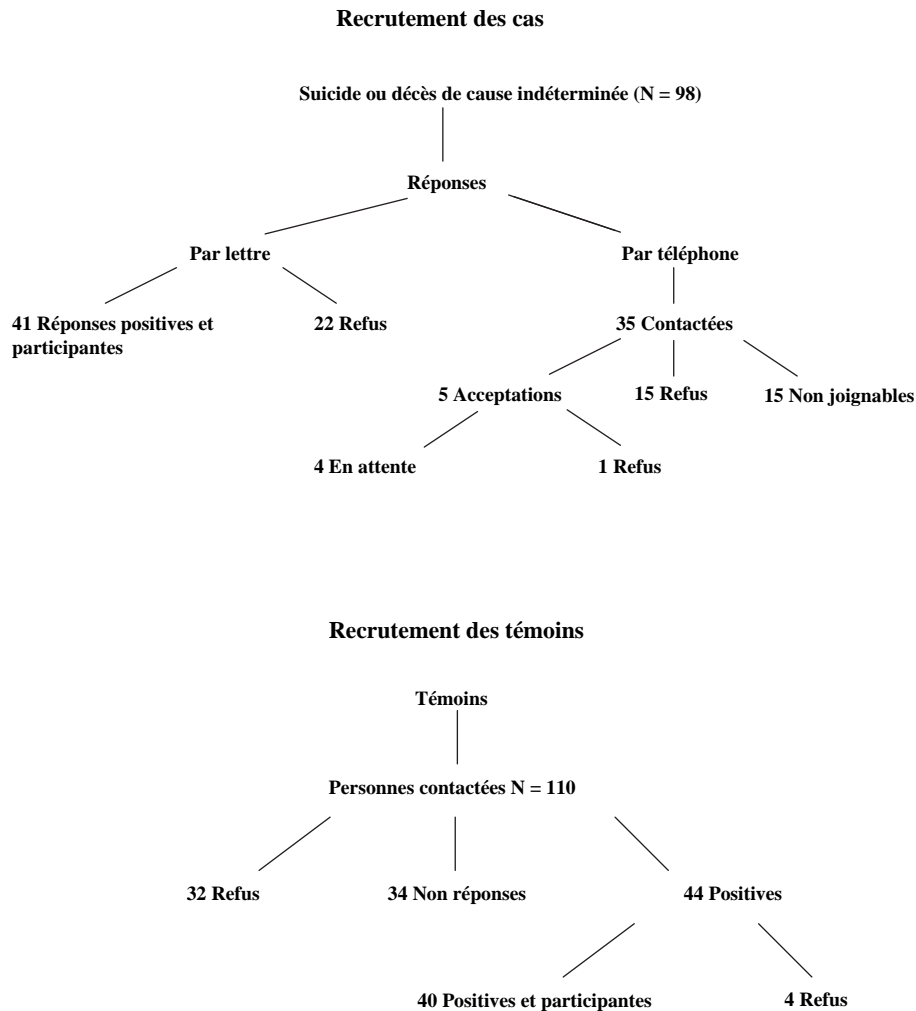 Recrutement des cas
Suicide ou décès de cause indéterminée (N = 98)
Réponses
Par lettre
Par téléphone
41 Réponses positives et
participantes
22 Refus
35 Contactées
5 Acceptations
15 Refus
15 Non joignables
4 En attente
1 Refus
Recrutement des témoins
Témoins
Personnes contactées N = 110
32 Refus
34 Non réponses
44 Positives
40 Positives et participantes
4 Refus